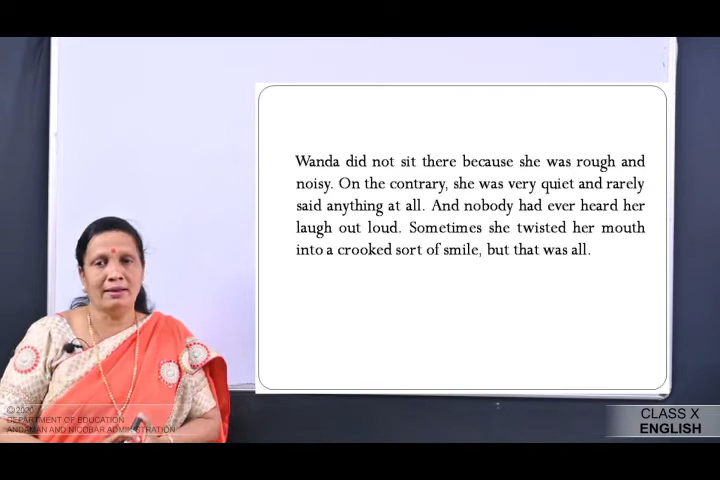 Wanda did not sit there because she was rough and
noisy. On the contrary, she was very quiet and rarely
said anything at all. And nobody had ever heard her
laugh out loud. Sometimes she twisted her mouth
into a crooked sort of smile, but that was all.
©2020
DEPARTMENT OF EDUCATION
ANDAMAN AND NICOBAR ADMINISTRATION
CLASS X
ENGLISH